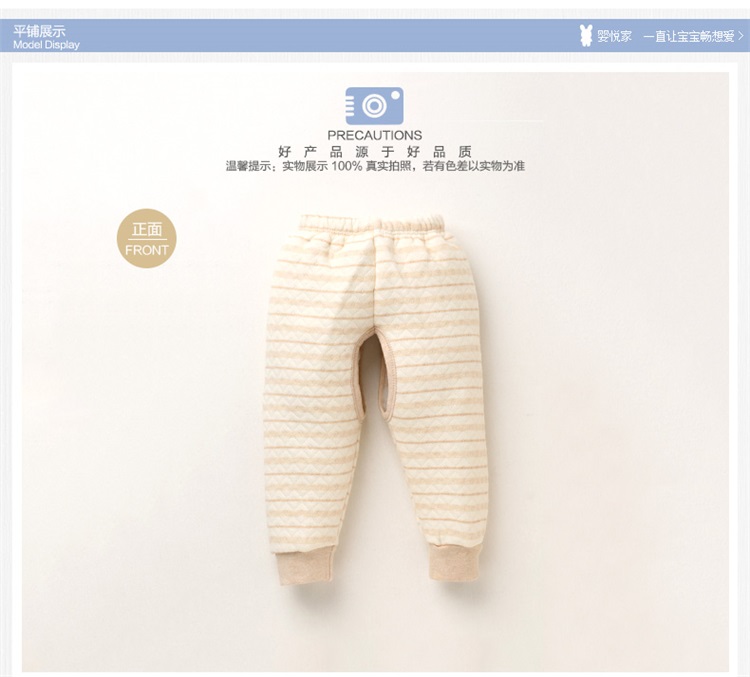 平铺展示
Model Display
婴悦家 一直让宝宝畅想爱
PRECAUTIONS
好产品源于好品质
温馨提示：实物展示 100% 真实拍照，若有色差以实物为准
正面
FRONT